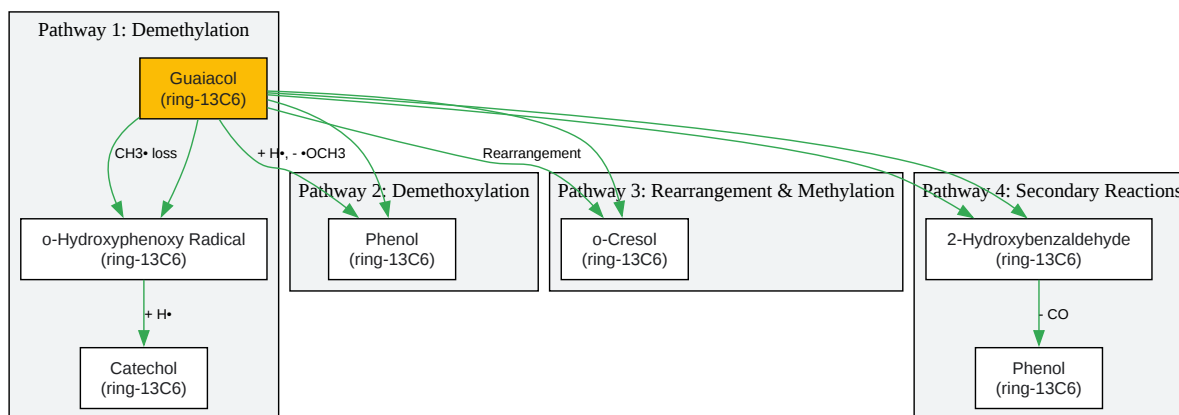 Pathway 1: Demethylation
Guaiacol
(ring-13C6)
CH3• loss
+ H•, - •OCH3
Rearrangement
Pathway 2: Demethoxylation
Pathway 3: Rearrangement & Methylation
Pathway 4: Secondary Reactions
o-Hydroxyphenoxy Radical
(ring-13C6)
Phenol
(ring-13C6)
o-Cresol
(ring-13C6)
2-Hydroxybenzaldehyde
(ring-13C6)
+ H•
- CO
Catechol
(ring-13C6)
Phenol
(ring-13C6)